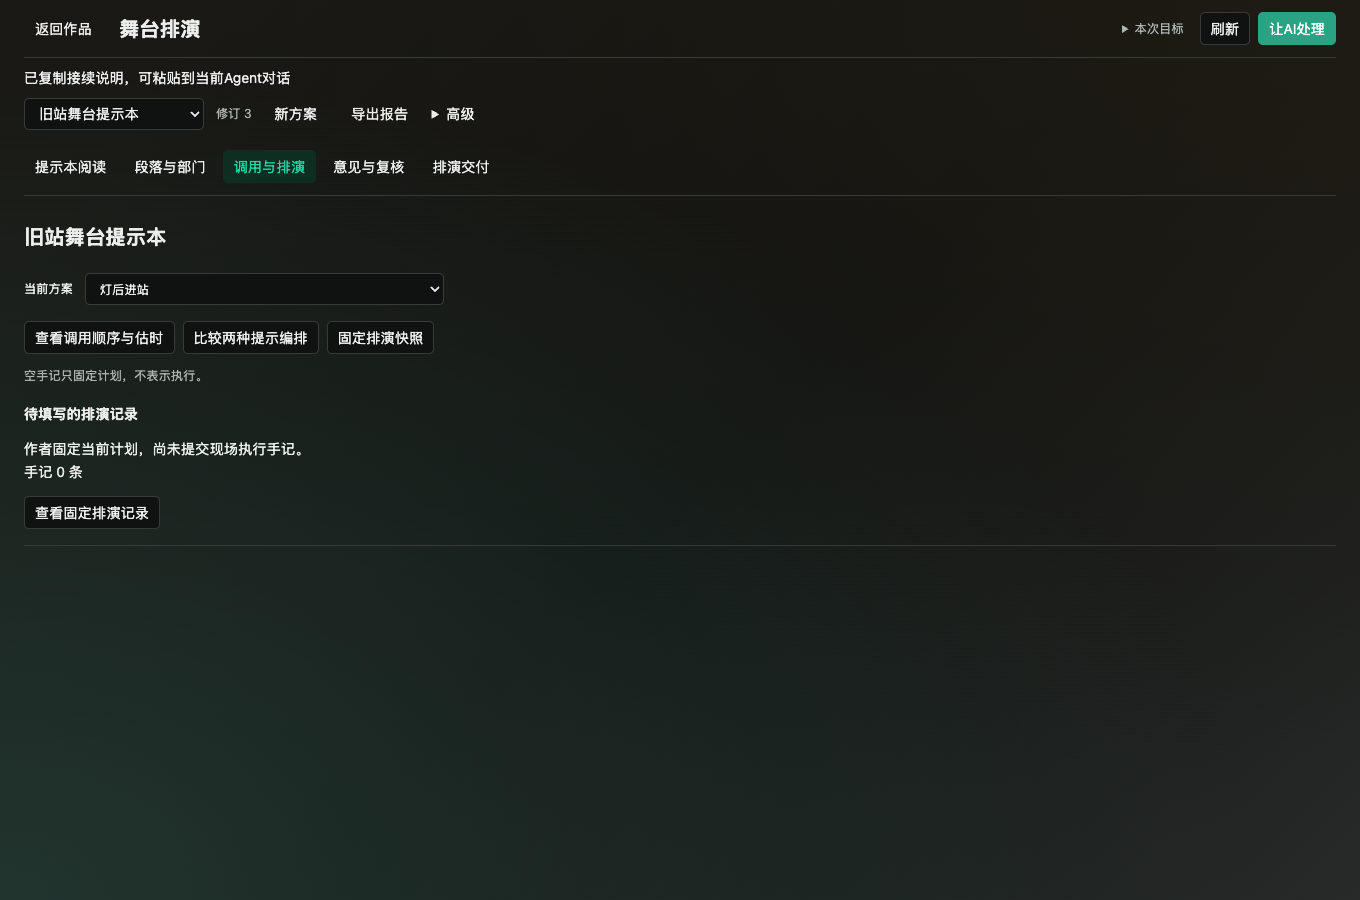 返回作品 舞台排演 ▶ 本次目标 刷新 让AI处理
已复制接续说明，可粘贴到当前Agent对话
旧站舞台提示本 修订 3 新方案 导出报告 ▶ 高级
提示本阅读 段落与部门 调用与排演 意见与复核 排演交付
旧站舞台提示本
当前方案 灯后进站
查看调用顺序与估时 比较两种提示编排 固定排演快照
空手记只固定计划，不表示执行。
待填写的排演记录
作者固定当前计划，尚未提交现场执行手记。
手记 0 条
查看固定排演记录